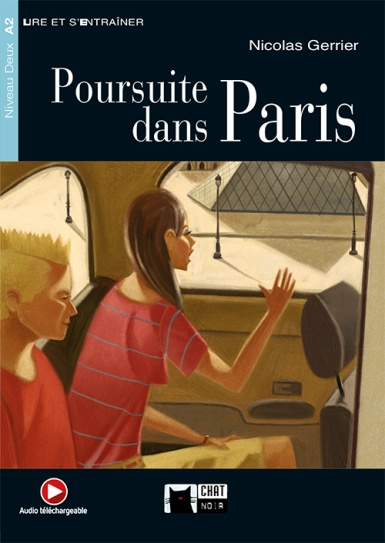 Niveau Deux A2
LIRE ET S'ENTRAÎNER
Nicolas Gerrier
Poursuite
dans Paris
Audio téléchargeable
CHAT
NOIR